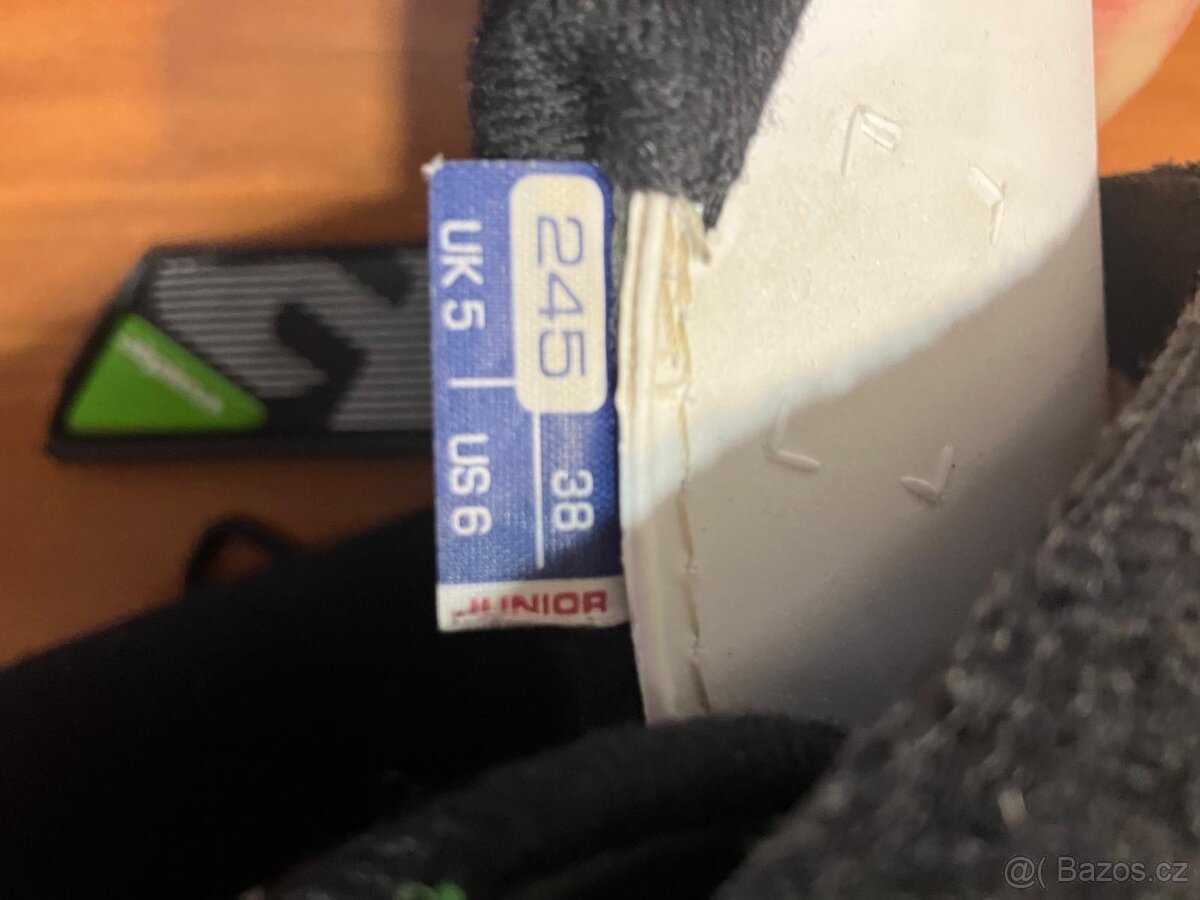 245 38
UK 5 | US 6
JUNIOR
@( Bazos.cz